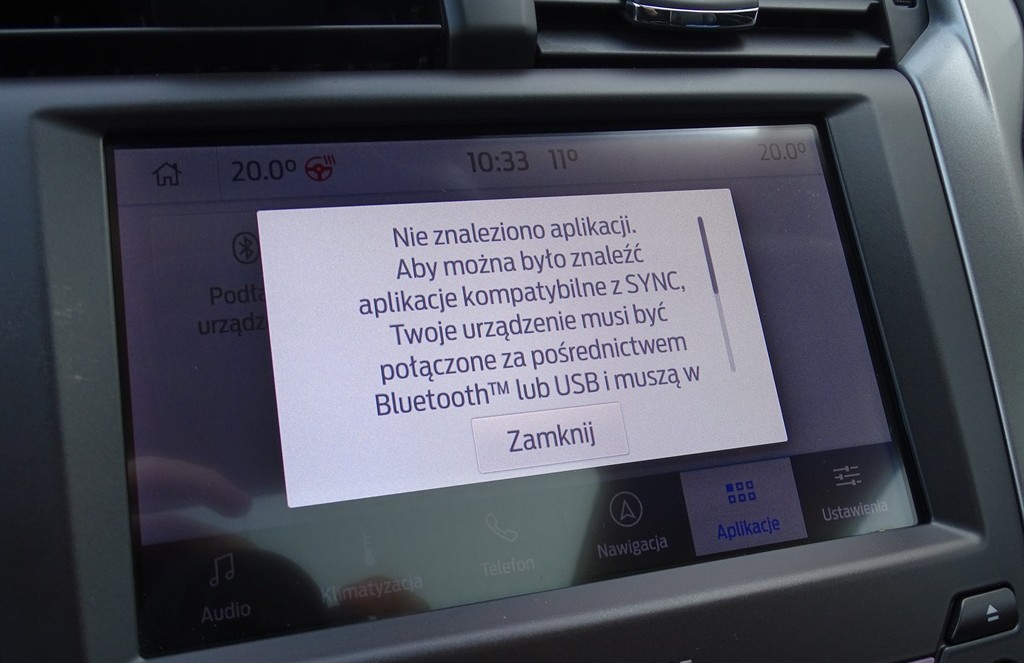 20.0° 10:33 11° 20.0°
Nie znaleziono aplikacji.
Aby można było znaleźć
aplikacje kompatybilne z SYNC,
Twoje urządzenie musi być
połączone za pośrednictwem
Bluetooth™ lub USB i muszą w
Zamknij
Podłą
urządz
Audio
Klimatyzacja
Telefon
Nawigacja
Aplikacje
Ustawienia